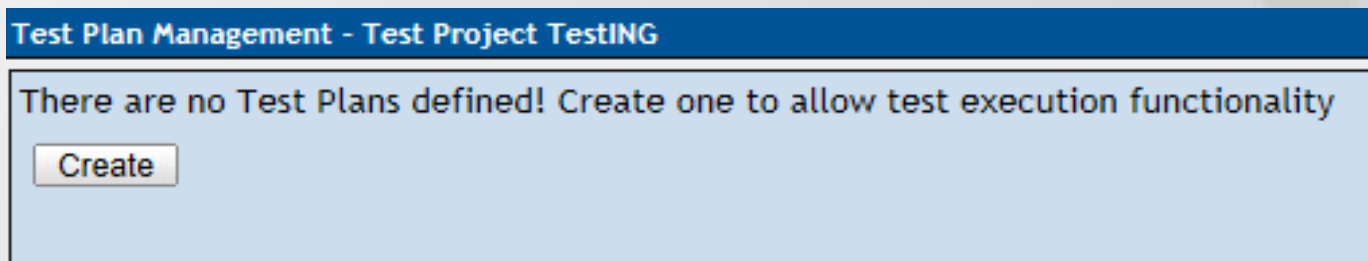 Test Plan Management - Test Project TestING
There are no Test Plans defined! Create one to allow test execution functionality
Create